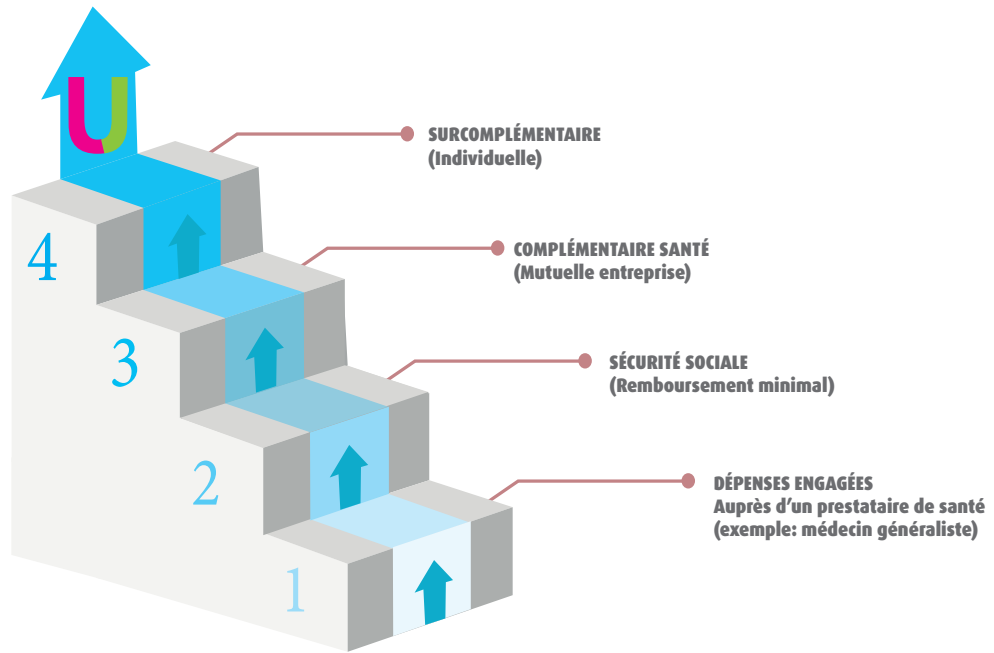 U
SURCOMPLÉMENTAIRE
(Individuelle)
4
COMPLÉMENTAIRE SANTÉ
(Mutuelle entreprise)
3
SÉCURITÉ SOCIALE
(Remboursement minimal)
2
DÉPENSES ENGAGÉES
Auprès d'un prestataire de santé
(exemple: médecin généraliste)
1